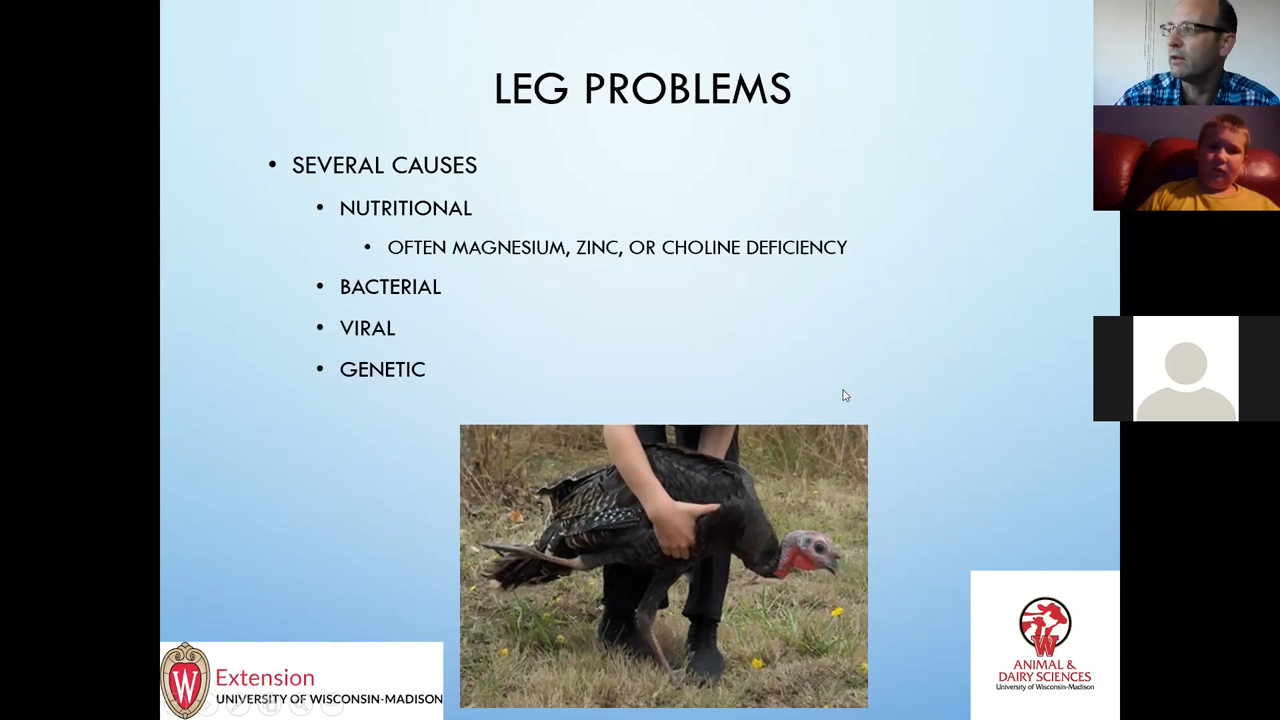 LEG PROBLEMS
• SEVERAL CAUSES
• NUTRITIONAL
• OFTEN MAGNESIUM, ZINC, OR CHOLINE DEFICIENCY
• BACTERIAL
• VIRAL
• GENETIC
W
Extension
UNIVERSITY OF WISCONSIN-MADISON
W
ANIMAL &
DAIRY SCIENCES
University of Wisconsin-Madison